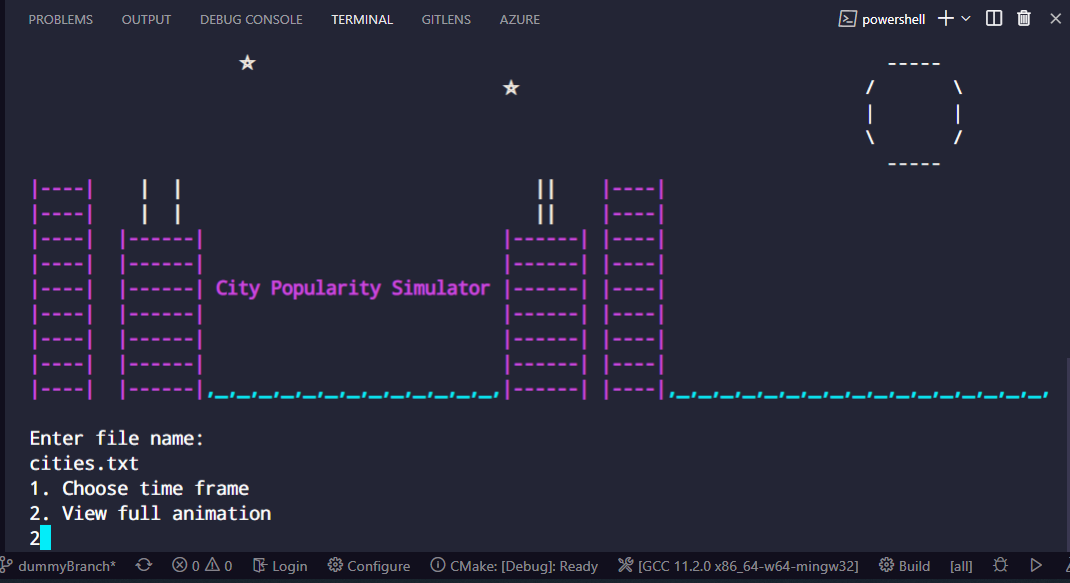 PROBLEMS OUTPUT DEBUG CONSOLE TERMINAL GITLENS AZURE powershell
City Popularity Simulator
Enter file name:
cities.txt
1. Choose time frame
2. View full animation
2
dummyBranch* 0 0 Login Configure CMake: [Debug]: Ready [GCC 11.2.0 x86_64-w64-mingw32] Build [all]